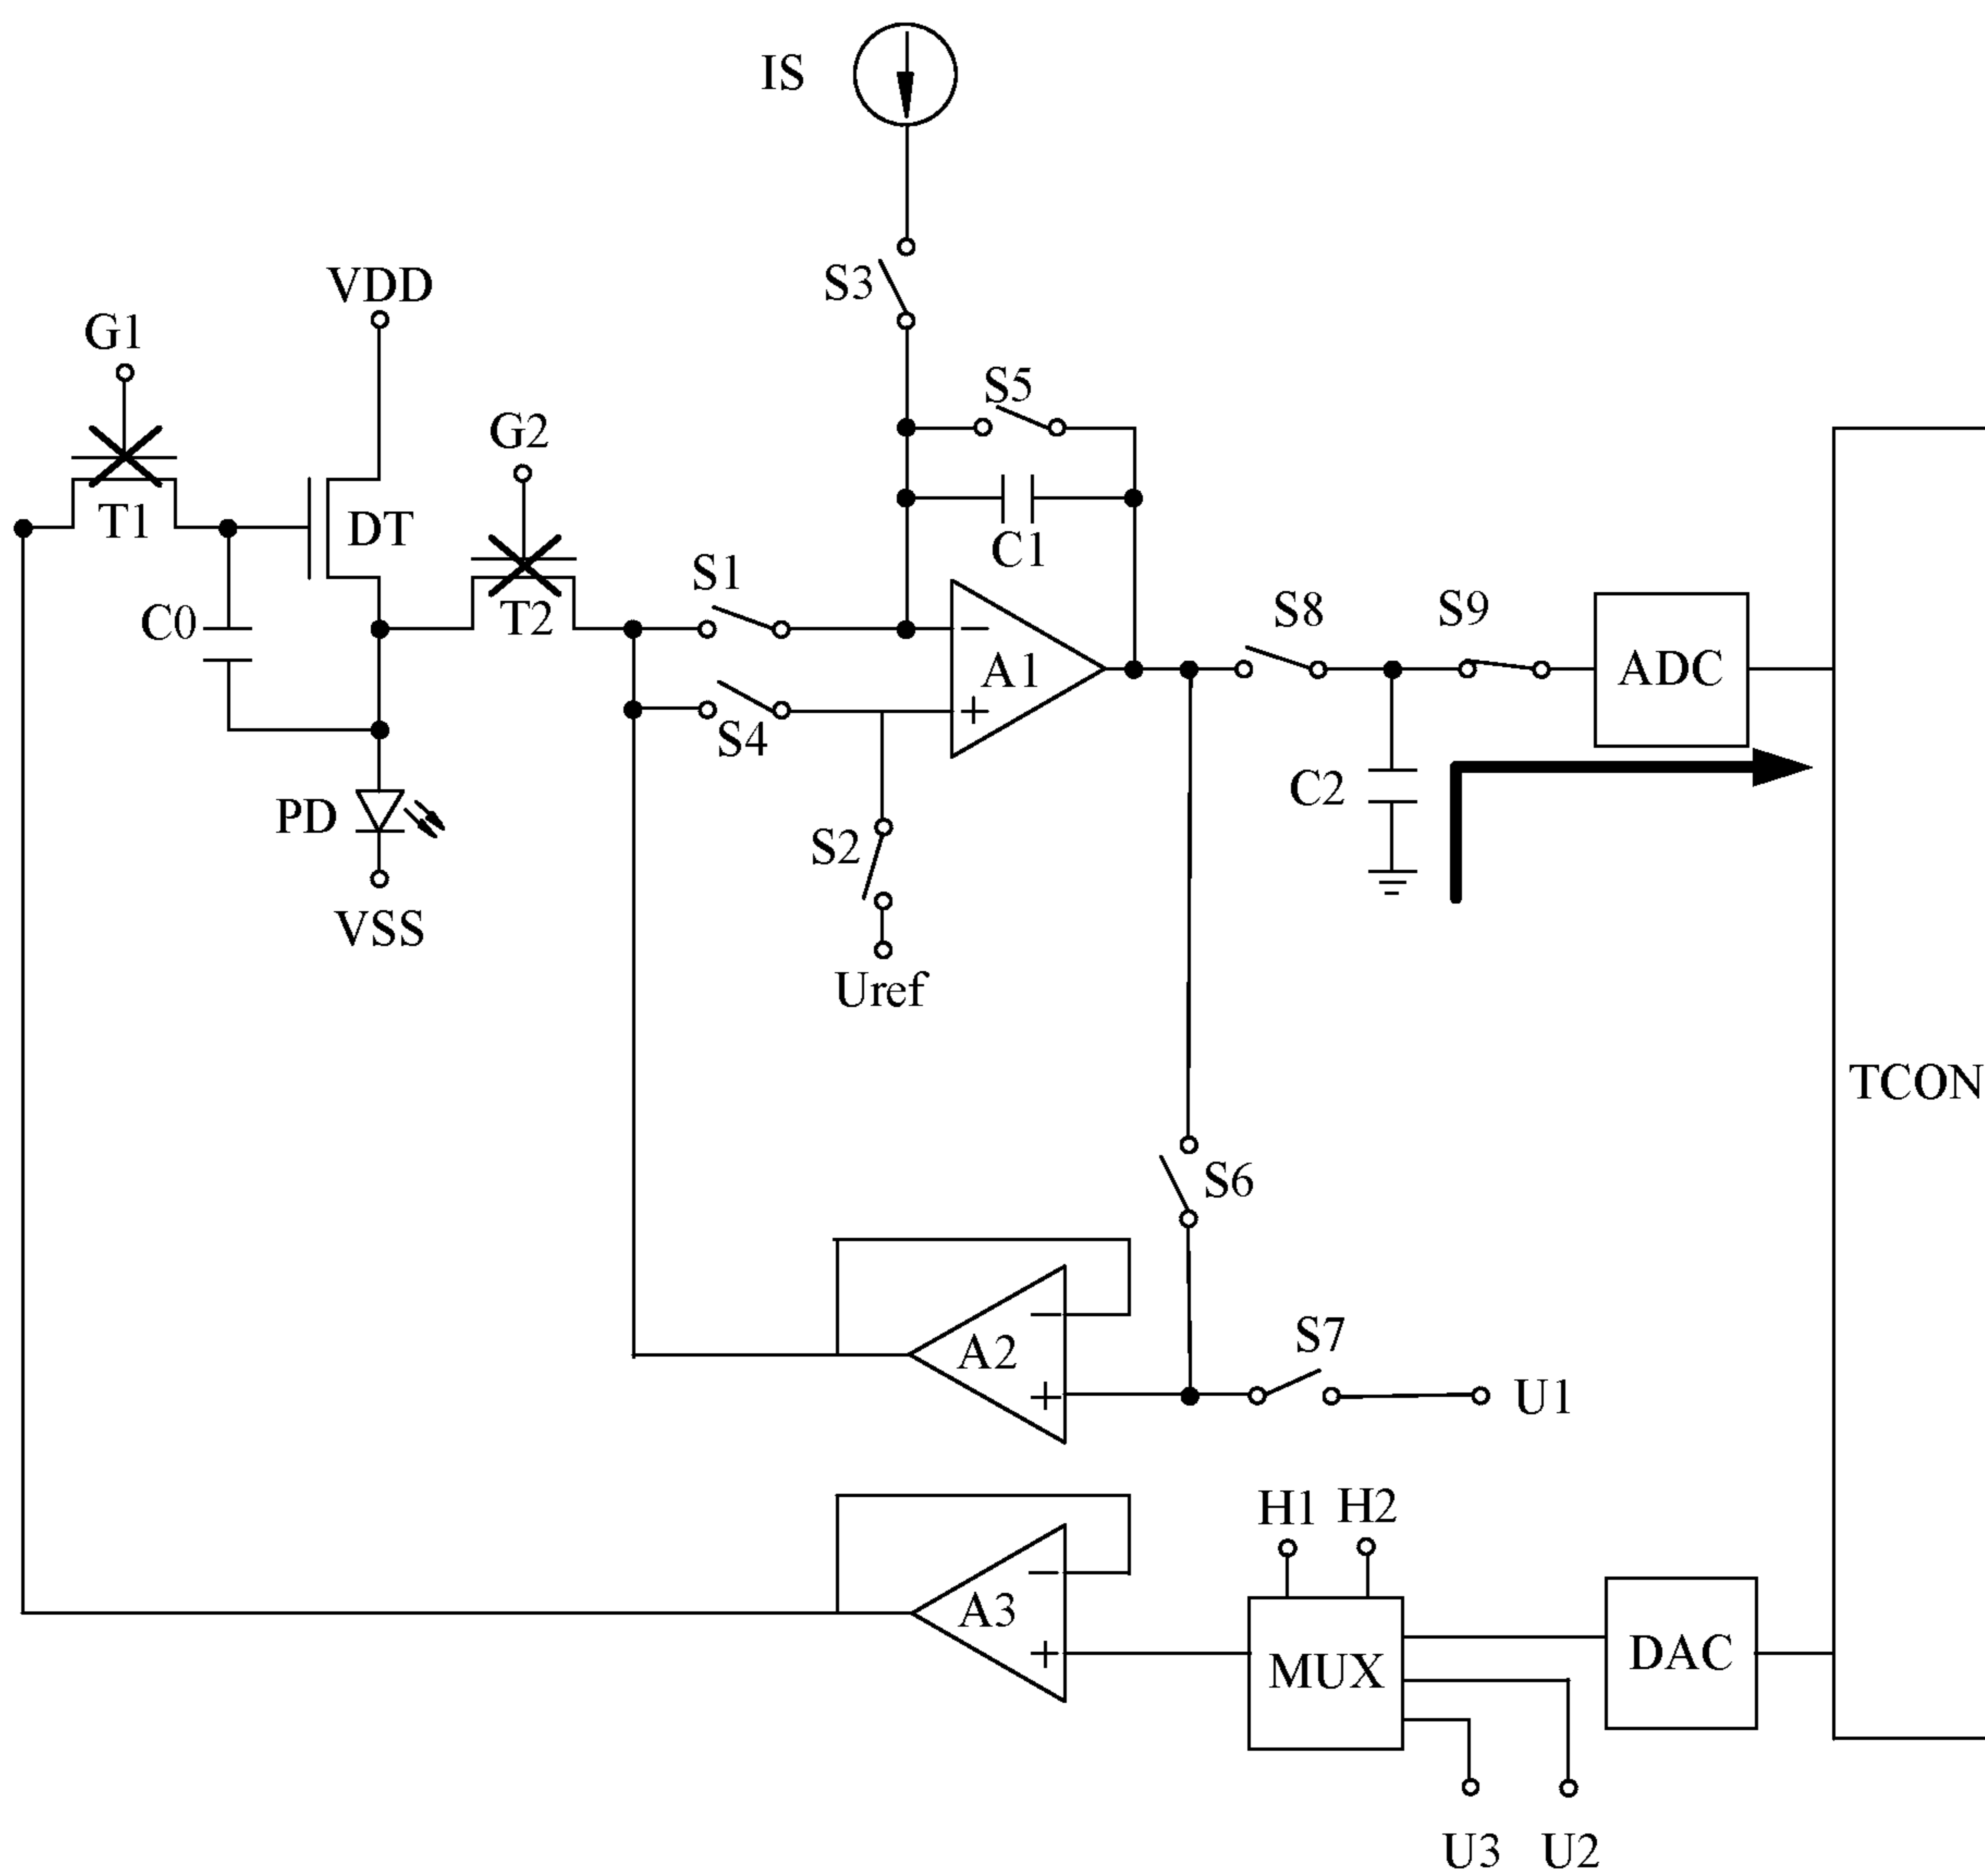 IS
S3
VDD
G1
S5
G2
T1
DT
C1
S1
C0
T2
S8
S9
−
A1
ADC
S4
+
PD
C2
S2
VSS
Uref
TCON
S6
−
S7
A2
+
U1
H1 H2
−
A3
+
MUX
DAC
U3 U2